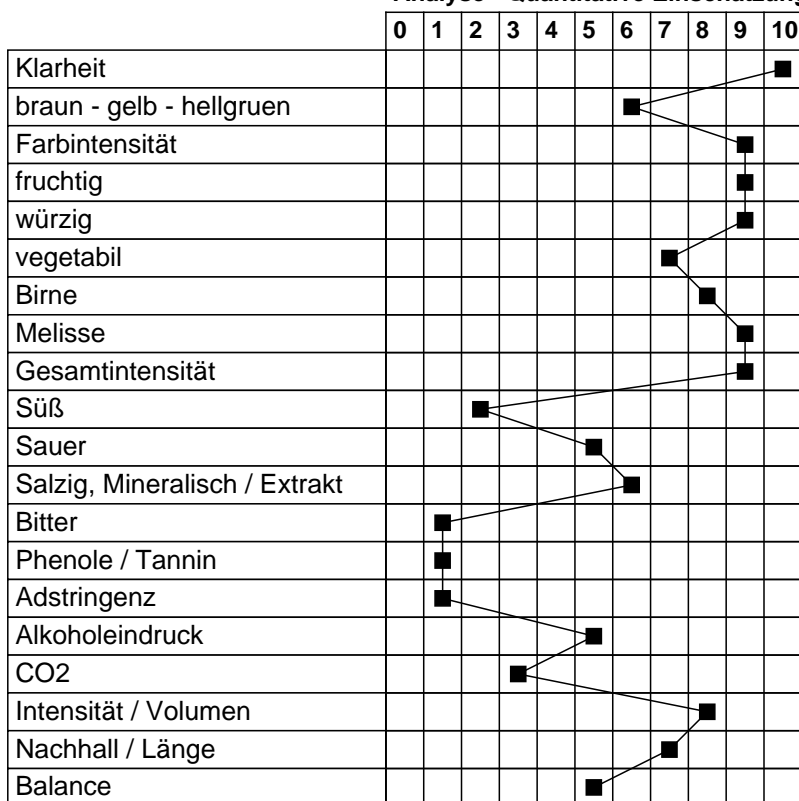 0 1 2 3 4 5 6 7 8 9 10
Klarheit
braun - gelb - hellgruen
Farbintensität
fruchtig
würzig
vegetabil
Birne
Melisse
Gesamtintensität
Süß
Sauer
Salzig, Mineralisch / Extrakt
Bitter
Phenole / Tannin
Adstringenz
Alkoholeindruck
CO2
Intensität / Volumen
Nachhall / Länge
Balance